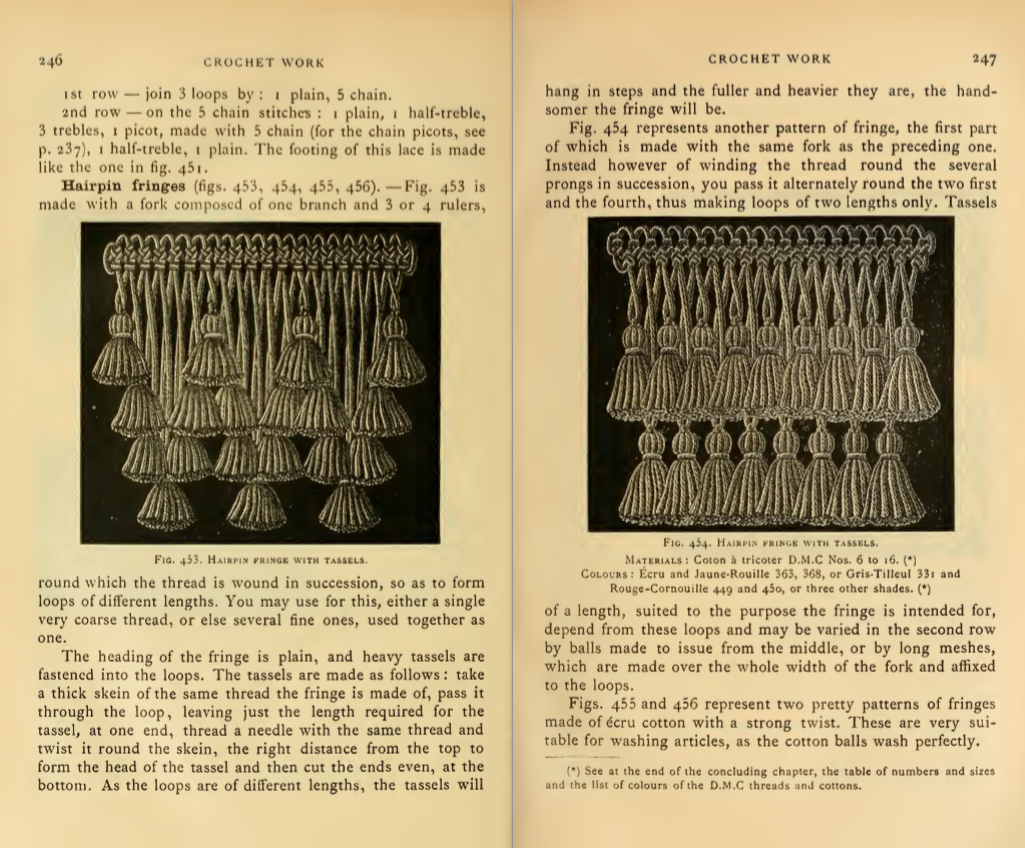 246
CROCHET WORK
1st row — join 3 loops by : 1 plain, 5 chain.
2nd row — on the 5 chain stitches : 1 plain, 1 half-treble,
3 trebles, 1 picot, made with 5 chain (for the chain picots, see
p. 237), 1 half-treble, 1 plain. The footing of this lace is made
like the one in fig. 451.
Hairpin fringes (figs. 453, 454, 455, 456). — Fig. 453 is
made with a fork composed of one branch and 3 or 4 rulers,
Fig. 453. Hairpin fringe with tassels.
round which the thread is wound in succession, so as to form
loops of different lengths. You may use for this, either a single
very coarse thread, or else several fine ones, used together as
one.
The heading of the fringe is plain, and heavy tassels are
fastened into the loops. The tassels are made as follows : take
a thick skein of the same thread the fringe is made of, pass it
through the loop, leaving just the length required for the
tassel, at one end, thread a needle with the same thread and
twist it round the skein, the right distance from the top to
form the head of the tassel and then cut the ends even, at the
bottom. As the loops are of different lengths, the tassels will
CROCHET WORK
247
hang in steps and the fuller and heavier they are, the hand-
somer the fringe will be.
Fig. 454 represents another pattern of fringe, the first part
of which is made with the same fork as the preceding one.
Instead however of winding the thread round the several
prongs in succession, you pass it alternately round the two first
and the fourth, thus making loops of two lengths only. Tassels
Fig. 454. Hairpin fringe with tassels.
Materials : Coton à tricoter D.M.C Nos. 6 to 16. (*)
Colours : Écru and Jaune-Rouille 363, 368, or Gris-Tilleul 331 and
Rouge-Cornouille 449 and 450, or three other shades. (*)
of a length, suited to the purpose the fringe is intended for,
depend from these loops and may be varied in the second row
by balls made to issue from the middle, or by long meshes,
which are made over the whole width of the fork and affixed
to the loops.
Figs. 455 and 456 represent two pretty patterns of fringes
made of écru cotton with a strong twist. These are very sui-
table for washing articles, as the cotton balls wash perfectly.
(*) See at the end of the concluding chapter, the table of numbers and sizes
and the list of colours of the D.M.C threads and cottons.